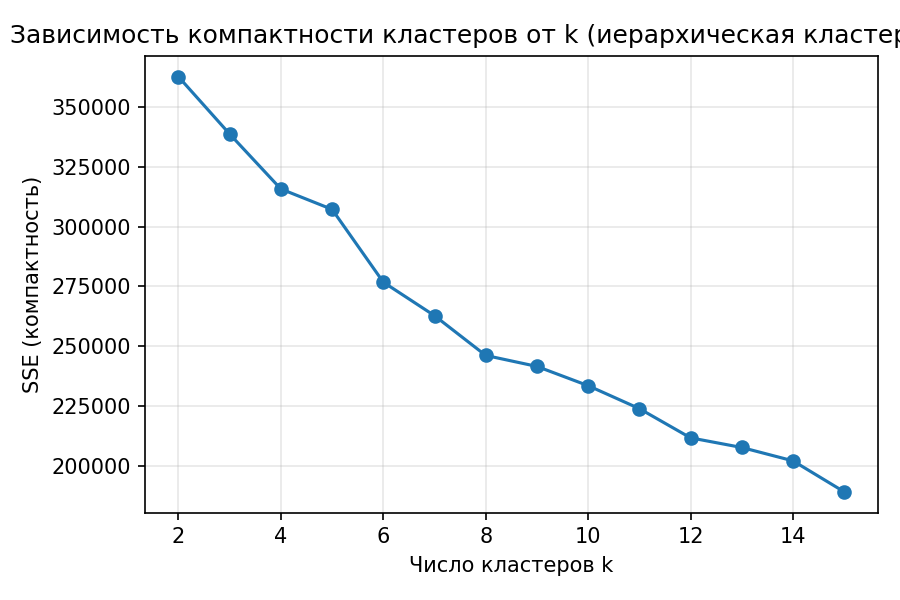 Зависимость компактности кластеров от k (иерархическая кластер
350000
325000
300000
275000
250000
225000
200000
SSE (компактность)
2 4 6 8 10 12 14
Число кластеров k